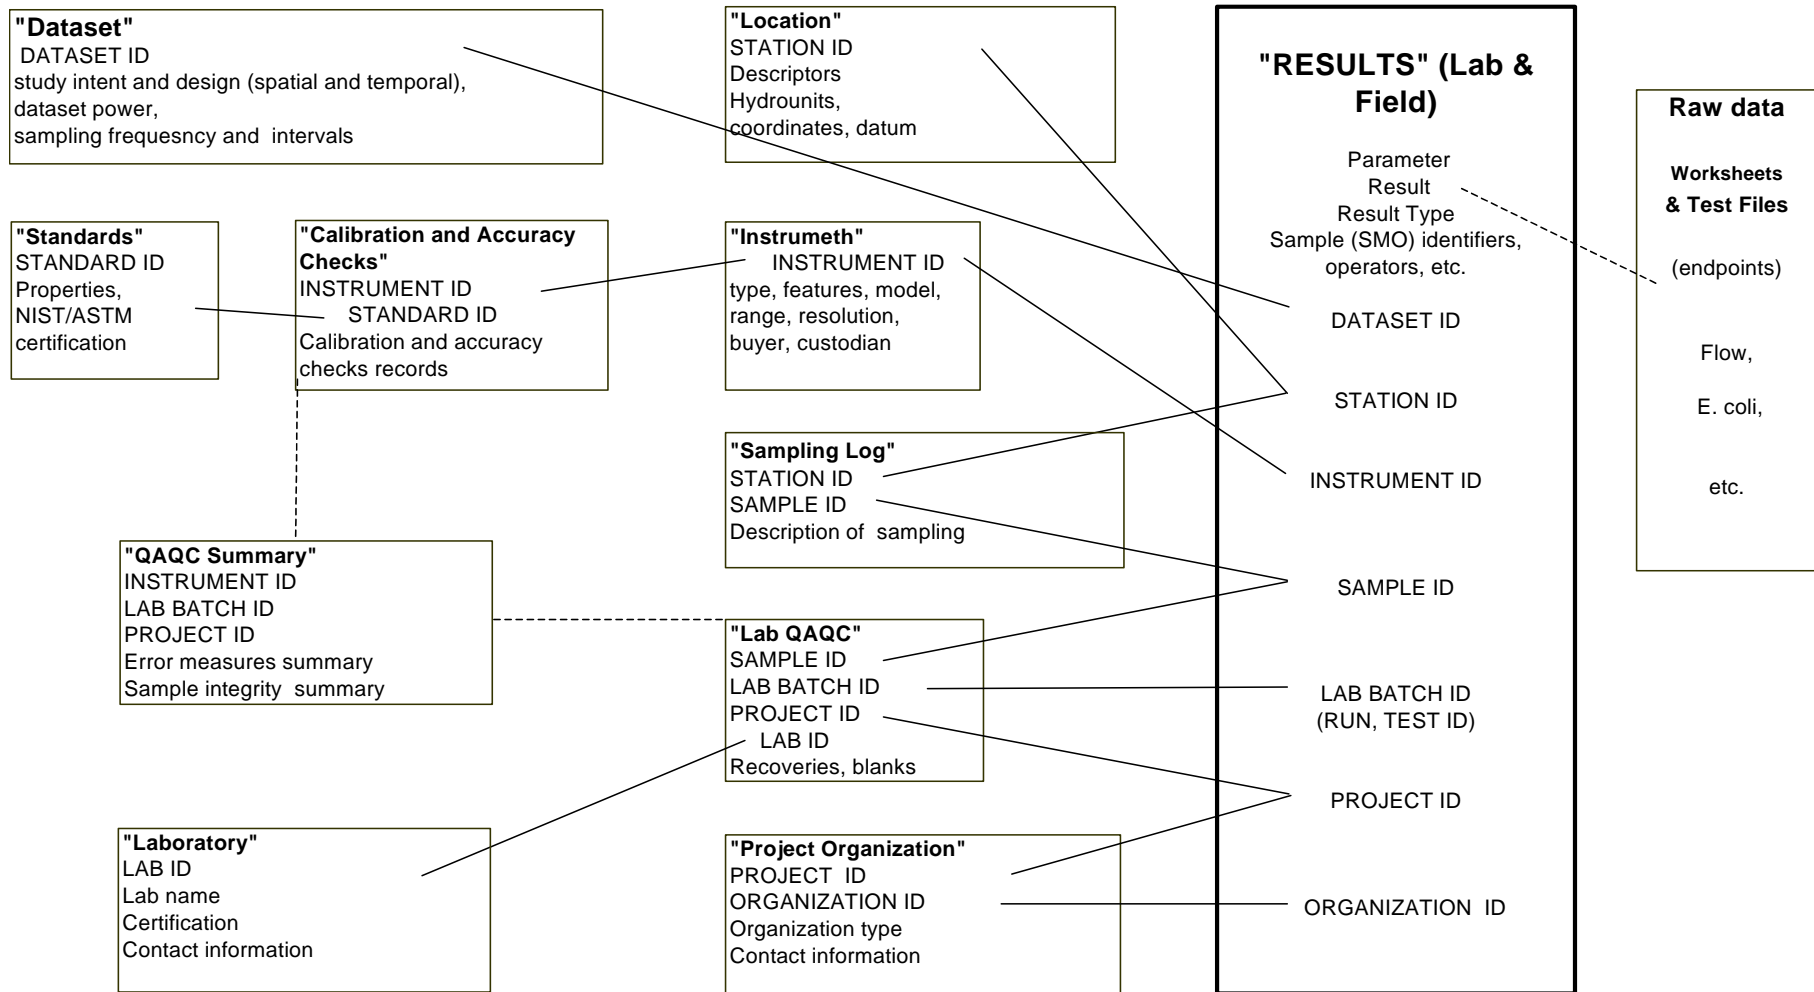 "Dataset"
DATASET ID
study intent and design (spatial and temporal),
dataset power,
sampling frequesncy and intervals
"Location"
STATION ID
Descriptors
Hydrounits,
coordinates, datum
"Standards"
STANDARD ID
Properties,
NIST/ASTM
certification
"Calibration and Accuracy
Checks"
INSTRUMENT ID
STANDARD ID
Calibration and accuracy
checks records
"Instrumeth"
INSTRUMENT ID
type, features, model,
range, resolution,
buyer, custodian
"Sampling Log"
STATION ID
SAMPLE ID
Description of sampling
"QAQC Summary"
INSTRUMENT ID
LAB BATCH ID
PROJECT ID
Error measures summary
Sample integrity summary
"Lab QAQC"
SAMPLE ID
LAB BATCH ID
PROJECT ID
LAB ID
Recoveries, blanks
"Laboratory"
LAB ID
Lab name
Certification
Contact information
"Project Organization"
PROJECT ID
ORGANIZATION ID
Organization type
Contact information
"RESULTS" (Lab &
Field)
Parameter
Result
Result Type
Sample (SMO) identifiers,
operators, etc.
DATASET ID
STATION ID
INSTRUMENT ID
SAMPLE ID
LAB BATCH ID
(RUN, TEST ID)
PROJECT ID
ORGANIZATION ID
Raw data
Worksheets
& Test Files
(endpoints)
Flow,
E. coli,
etc.